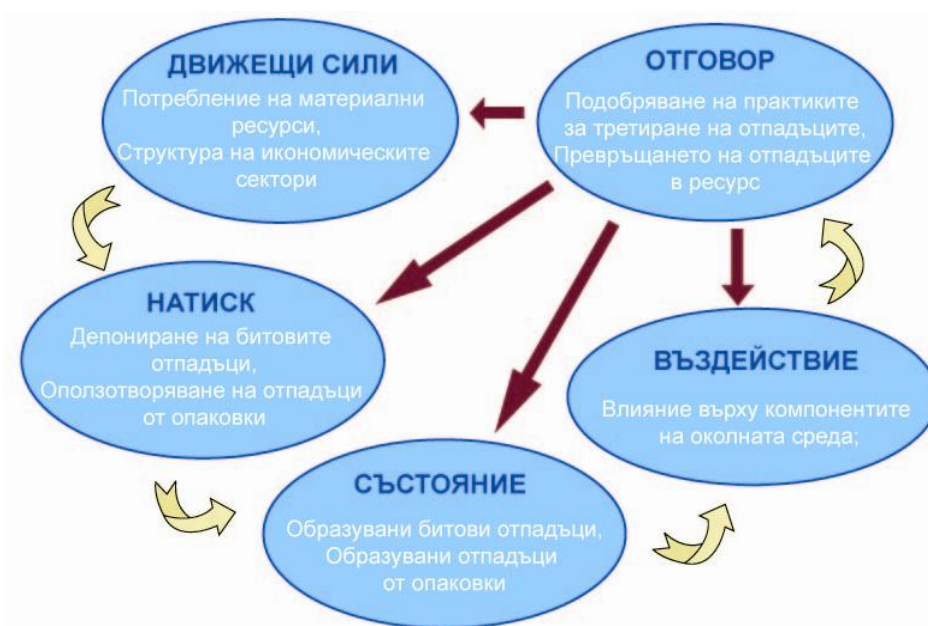 ДВИЖЕЩИ СИЛИ
Потребление на материални
ресурси,
Структура на икономическите
сектори
ОТГОВОР
Подобряване на практиките
за третиране на отпадъците,
Превръщането на отпадъците
в ресурс
НАТИСК
Депониране на битовите
отпадъци,
Оползотворяване на отпадъци
от опаковки
ВЪЗДЕЙСТВИЕ
Влияние върху компонентите
на околната среда;
СЪСТОЯНИЕ
Образувани битови отпадъци,
Образувани отпадъци
от опаковки